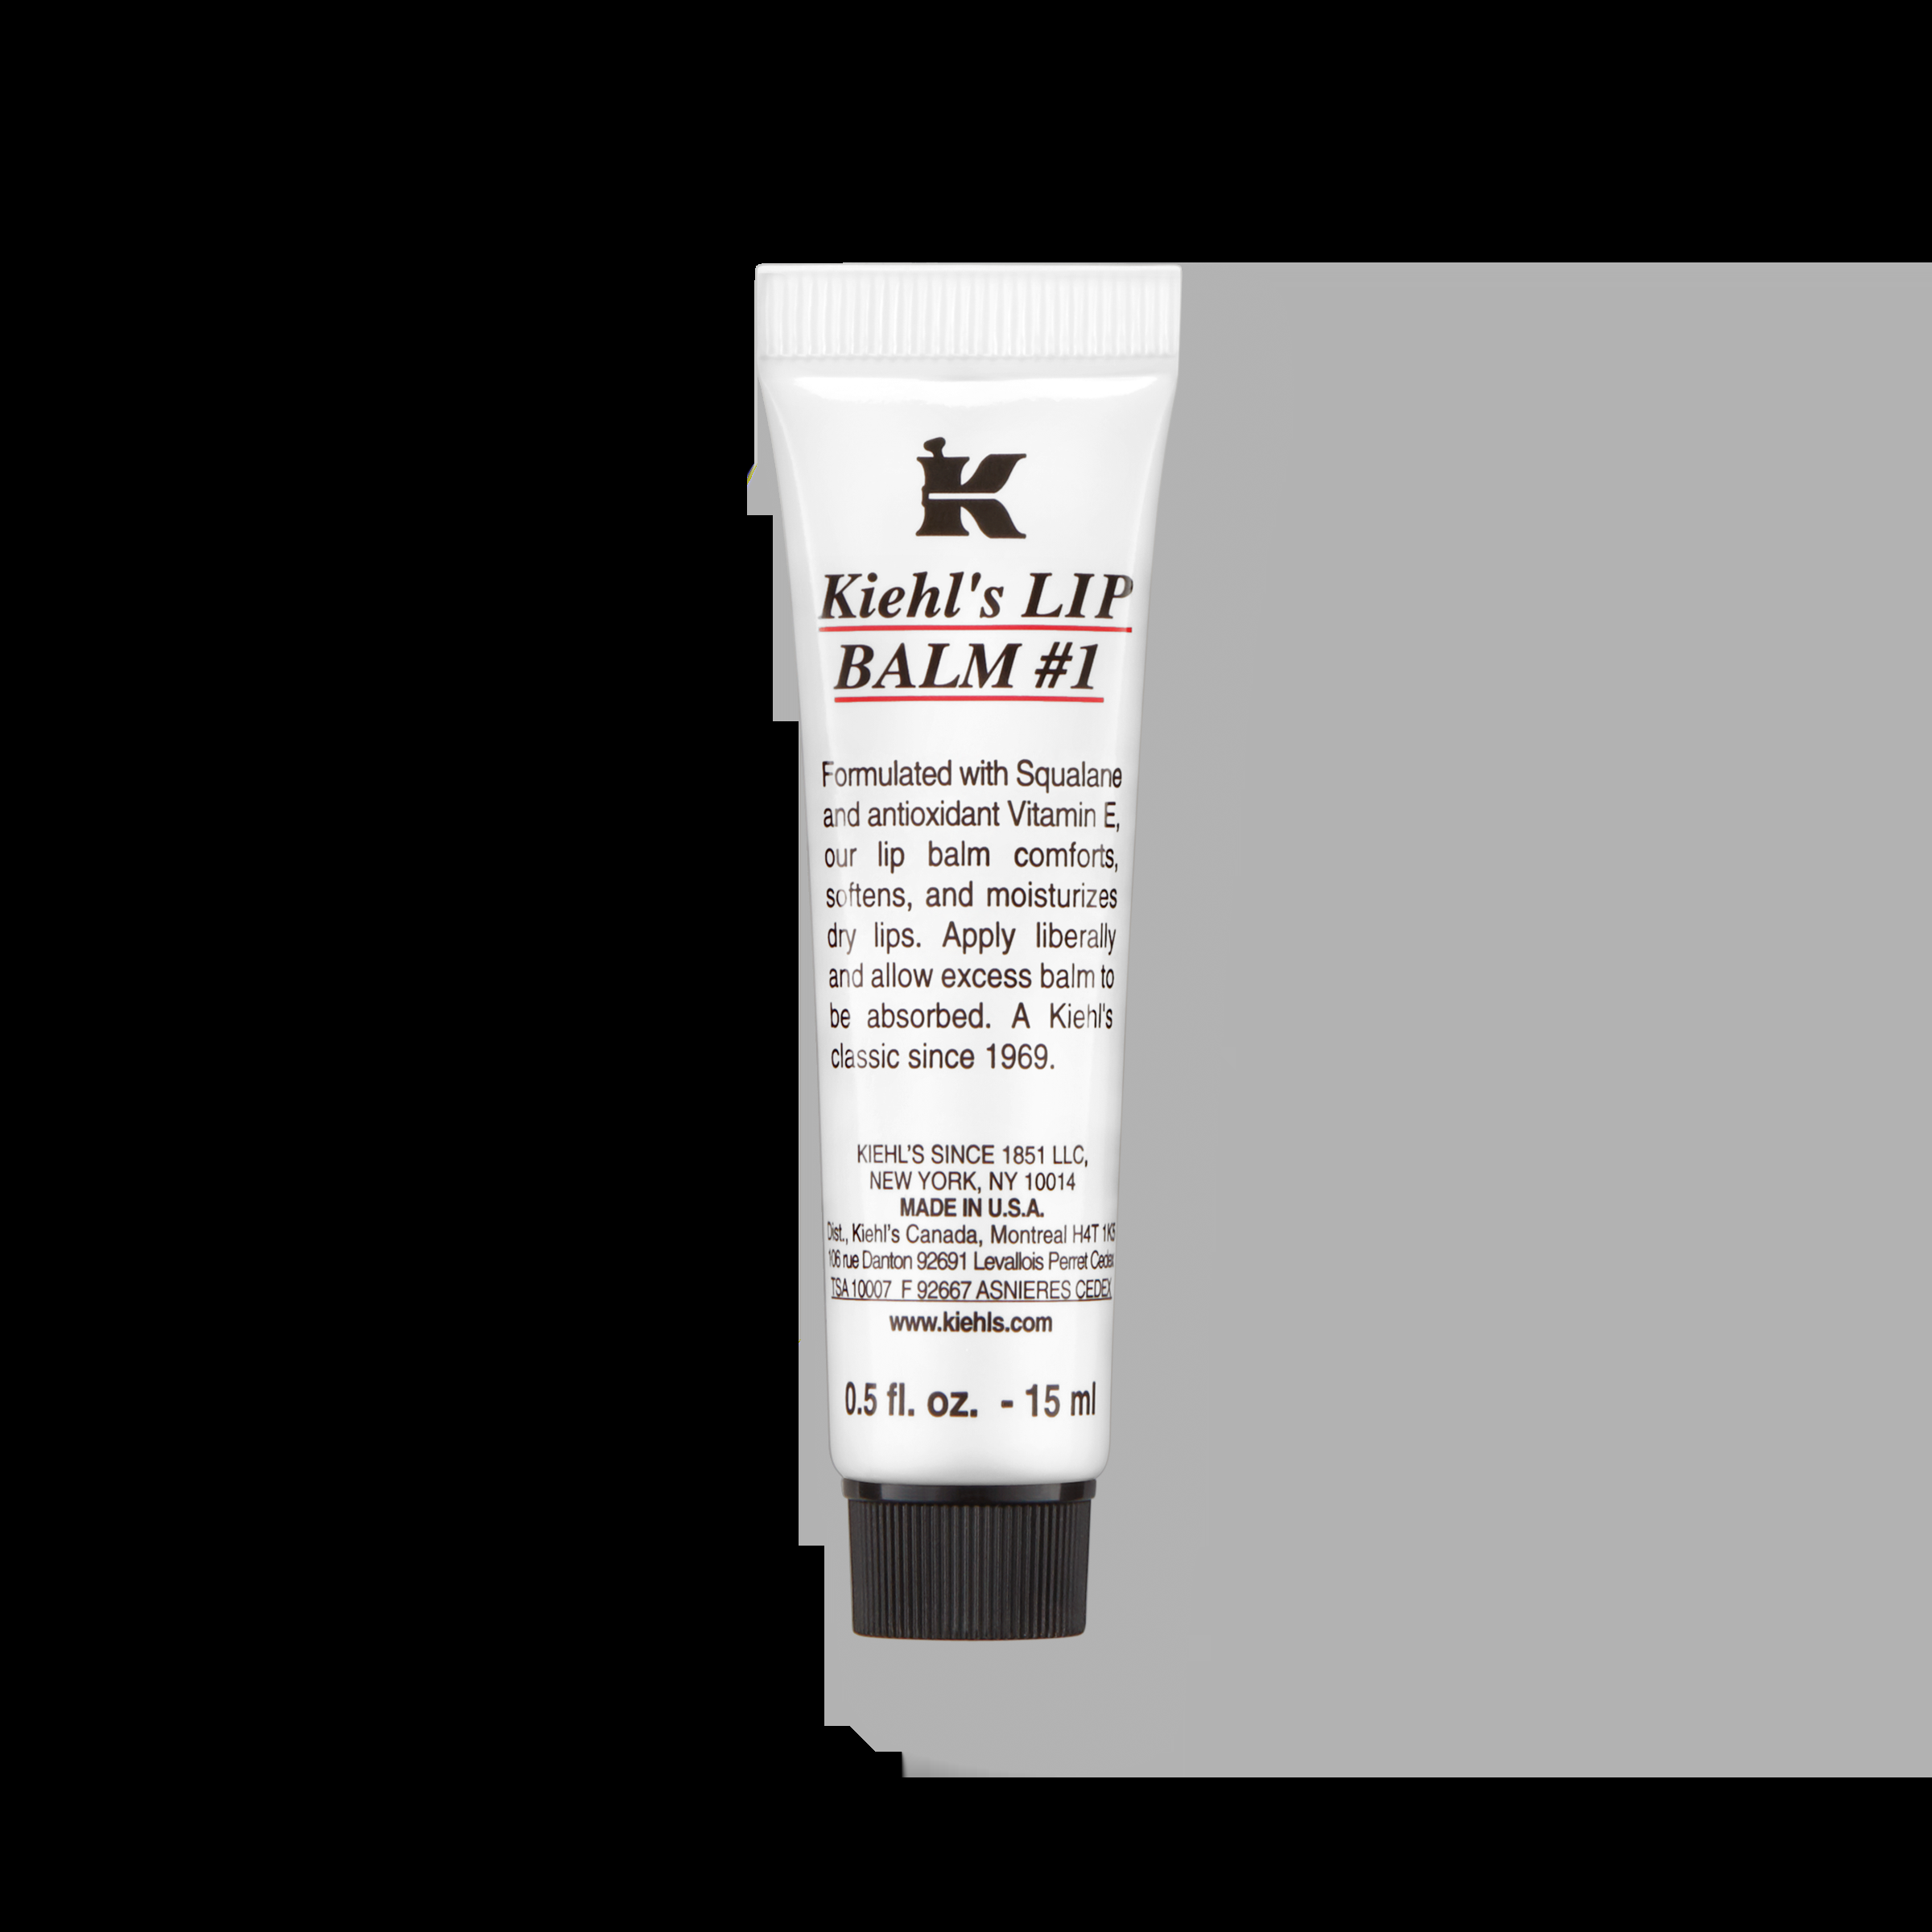 K
Kiehl's LIP
BALM #1
Formulated with Squalane
and antioxidant Vitamin E,
our lip balm comforts,
softens, and moisturizes
dry lips. Apply liberally
and allow excess balm to
be absorbed. A Kiehl's
classic since 1969.
KIEHL'S SINCE 1851 LLC,
NEW YORK, NY 10014
MADE IN U.S.A.
Dist., Kiehl's Canada, Montreal H4T 1K5
106 rue Danton 92691 Levallois Perret Cedex
TSA 10007 F 92667 ASNIERES CEDEX
www.kiehls.com
0.5 fl. oz. - 15 ml